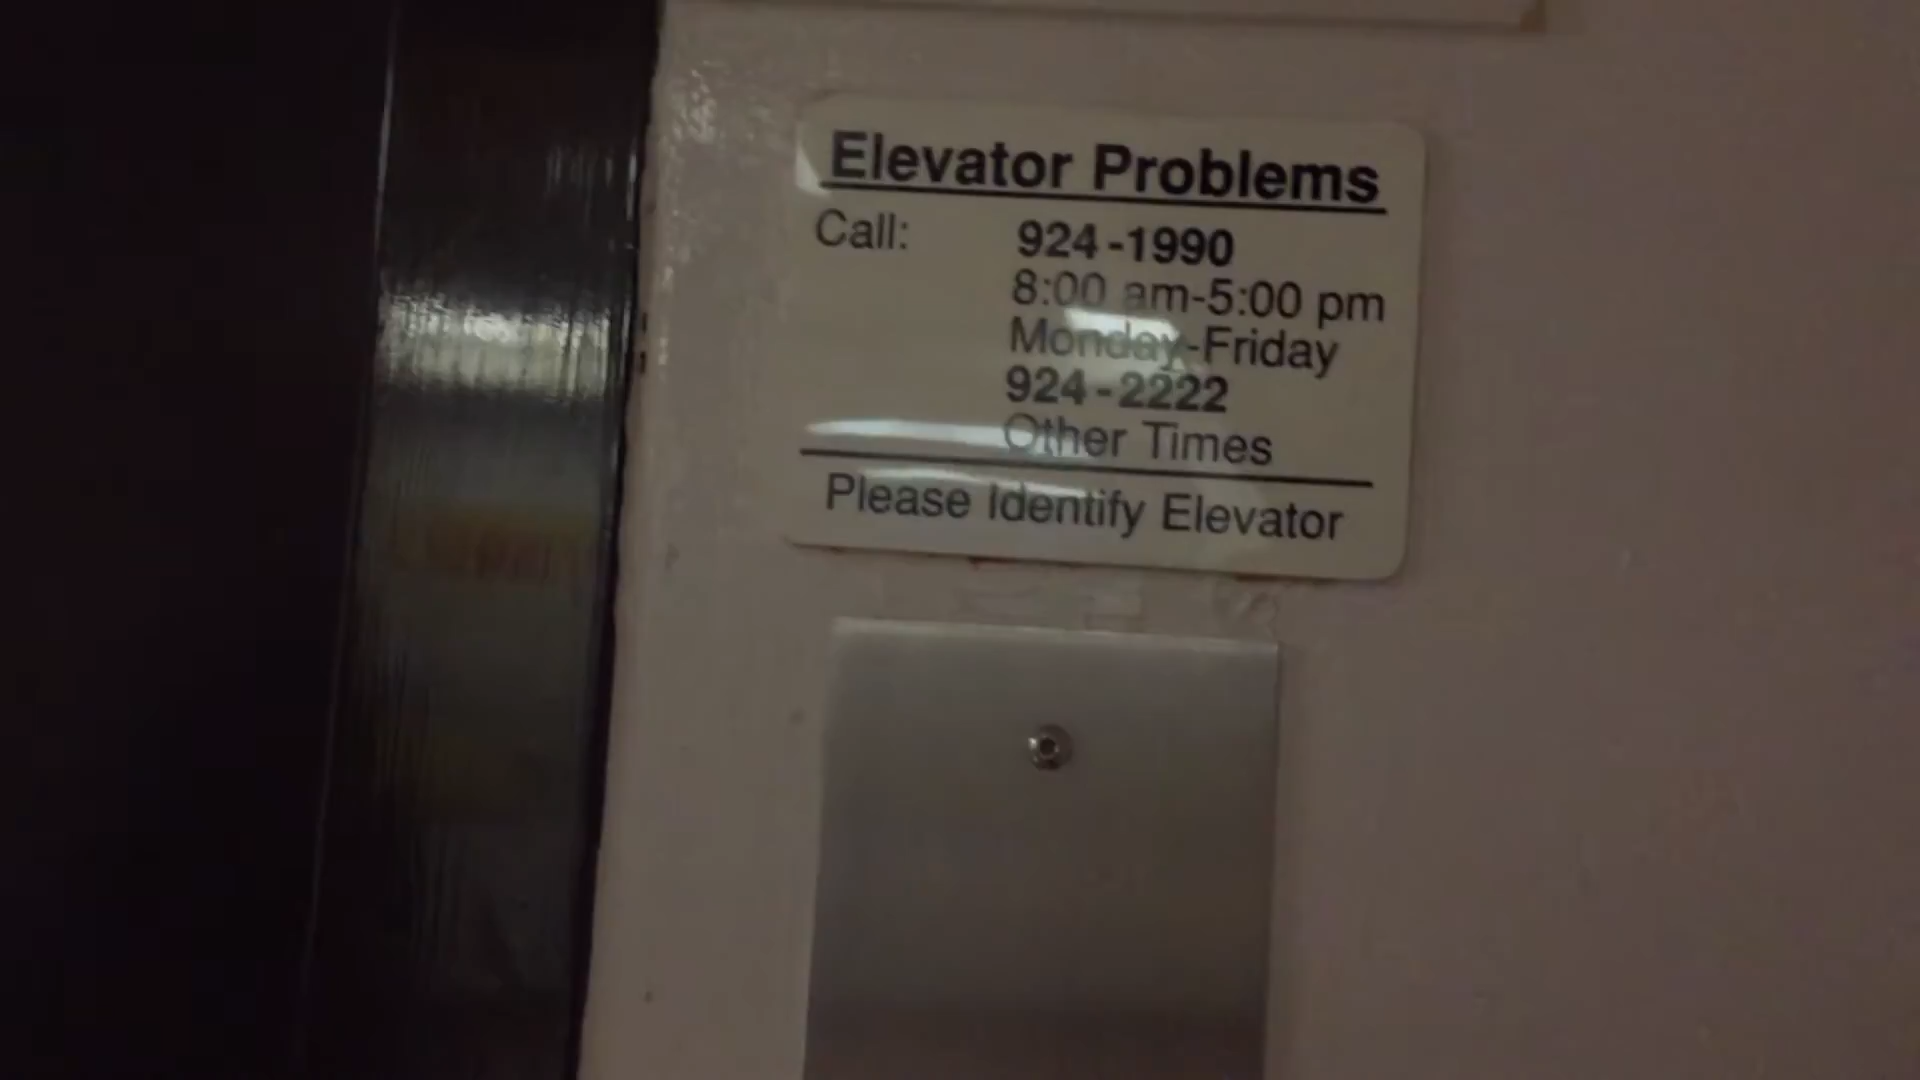 Elevator Problems
Call: 924-1990
8:00 am-5:00 pm
Monday-Friday
924-2222
Other Times
Please Identify Elevator